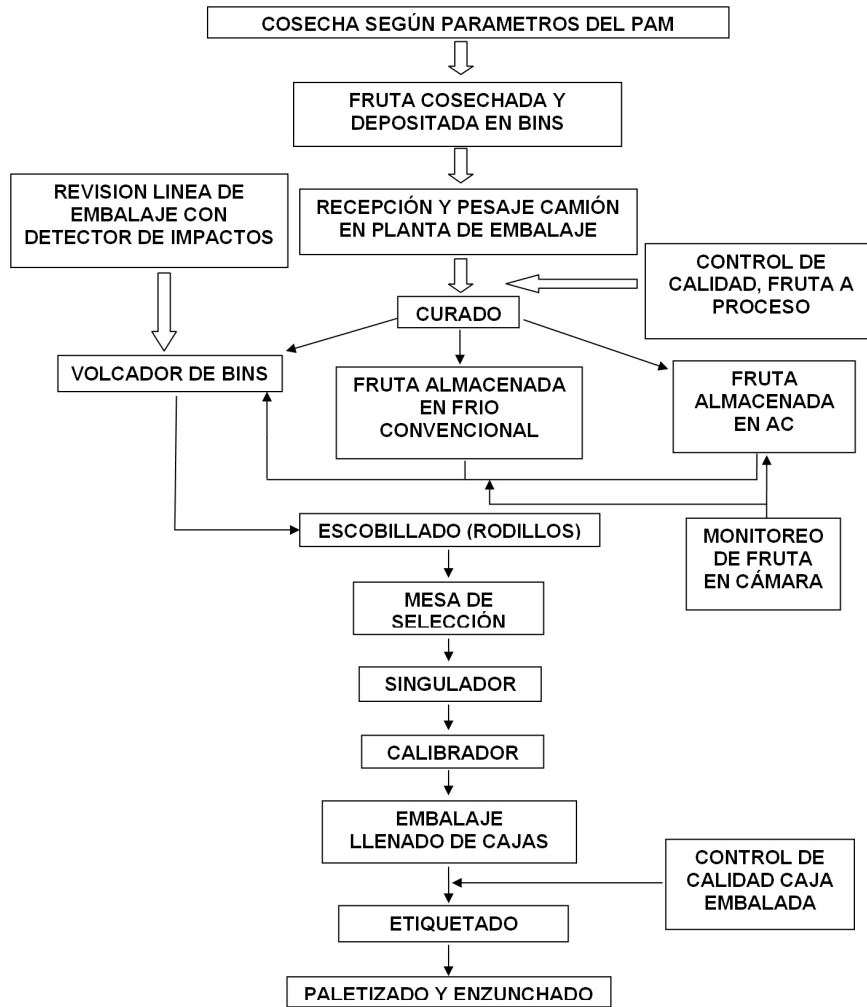 COSECHA SEGÚN PARAMETROS DEL PAM
FRUTA COSECHADA Y
DEPOSITADA EN BINS
REVISION LINEA DE
EMBALAJE CON
DETECTOR DE IMPACTOS
RECEPCIÓN Y PESAJE CAMIÓN
EN PLANTA DE EMBALAJE
CONTROL DE
CALIDAD, FRUTA A
PROCESO
CURADO
VOLCADOR DE BINS
FRUTA ALMACENADA
EN FRIO
CONVENCIONAL
FRUTA
ALMACENADA
EN AC
ESCOBILLADO (RODILLOS)
MONITOREO
DE FRUTA
EN CÁMARA
MESA DE
SELECCIÓN
SINGULADOR
CALIBRADOR
EMBALAJE
LLENADO DE CAJAS
CONTROL DE
CALIDAD CAJA
EMBALADA
ETIQUETADO
PALETIZADO Y ENZUNCHADO